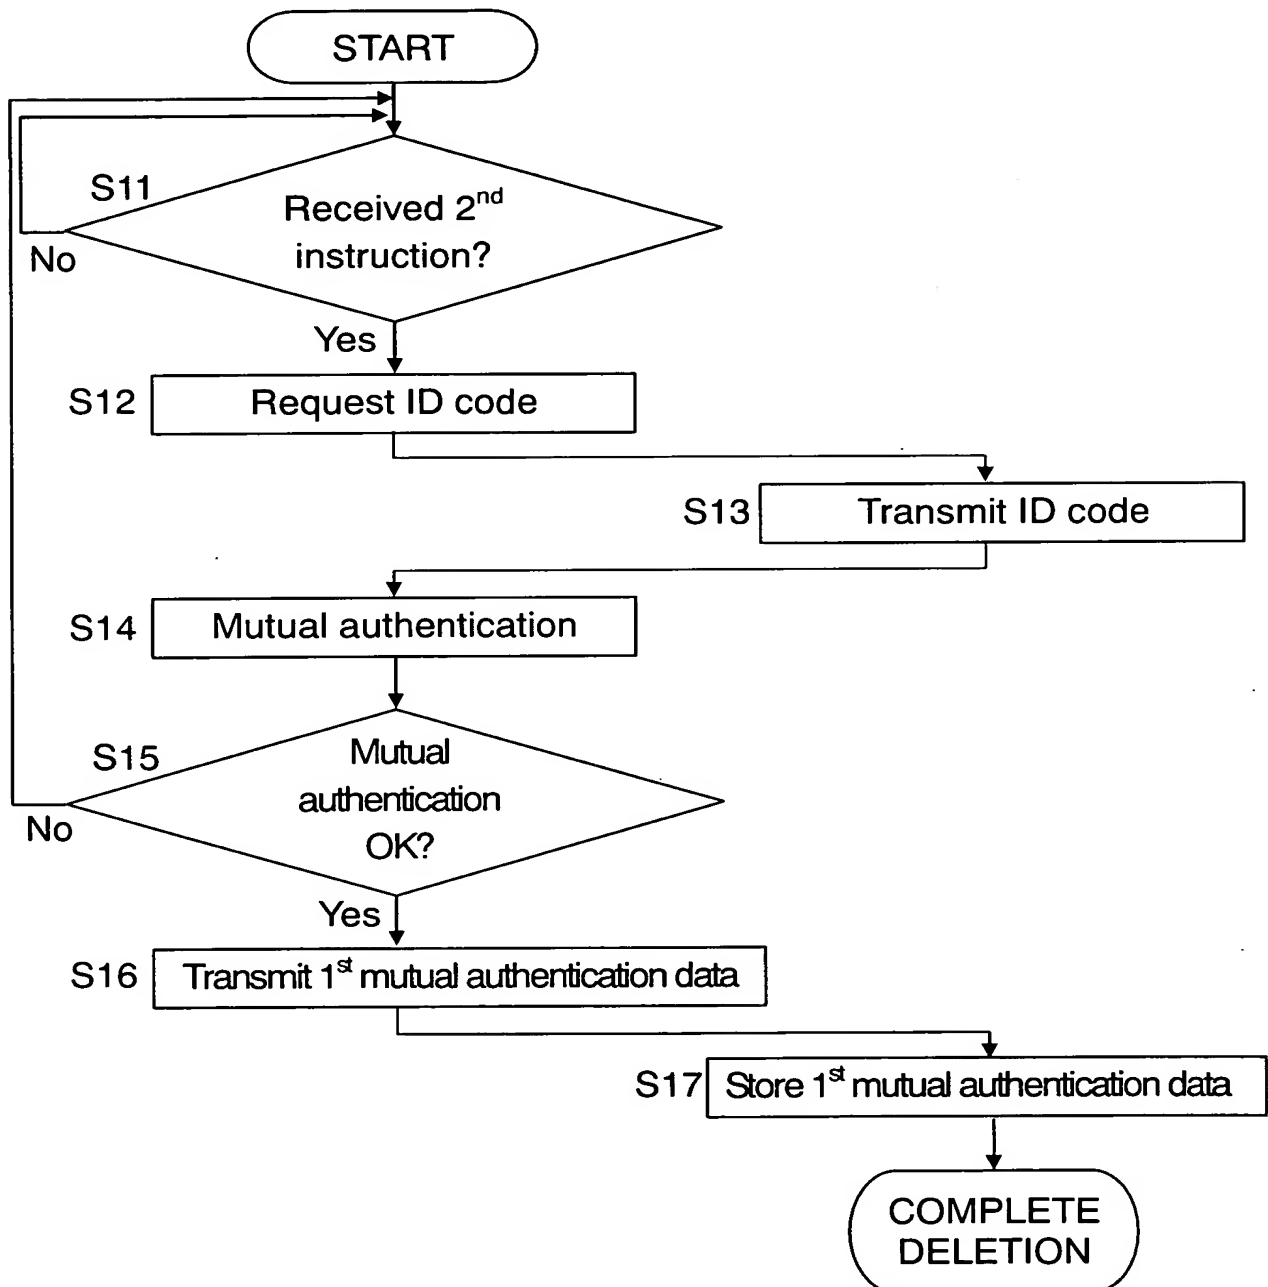 START
S11
Received 2nd
instruction?
No
Yes
S12
Request ID code
S13
Transmit ID code
S14
Mutual authentication
S15
Mutual
authentication
OK?
No
Yes
S16
Transmit 1st mutual authentication data
S17
Store 1st mutual authentication data
COMPLETE
DELETION